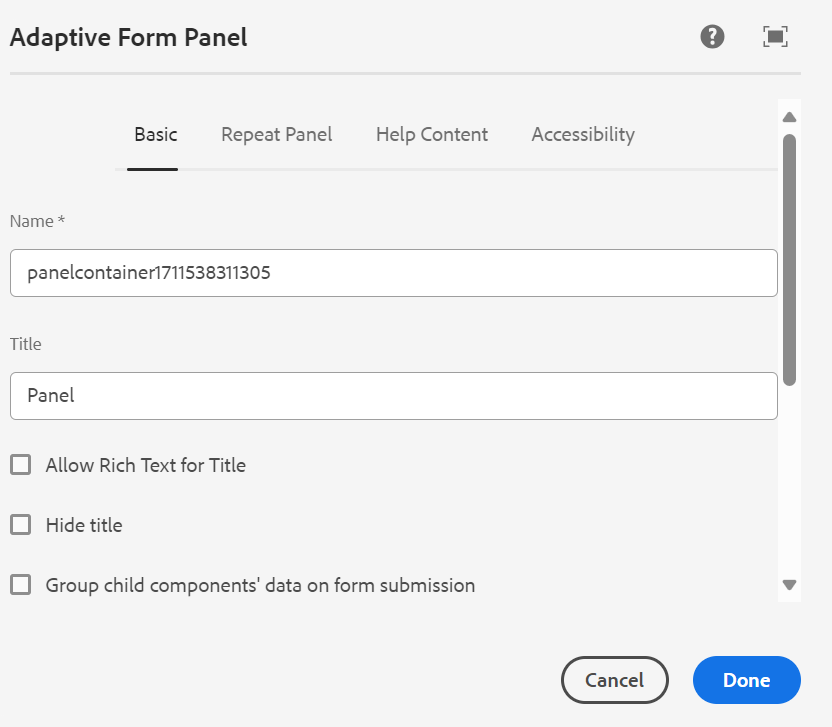 Adaptive Form Panel
Basic Repeat Panel Help Content Accessibility
Name *
panelcontainer1711538311305
Title
Panel
Allow Rich Text for Title
Hide title
Group child components' data on form submission
Cancel Done